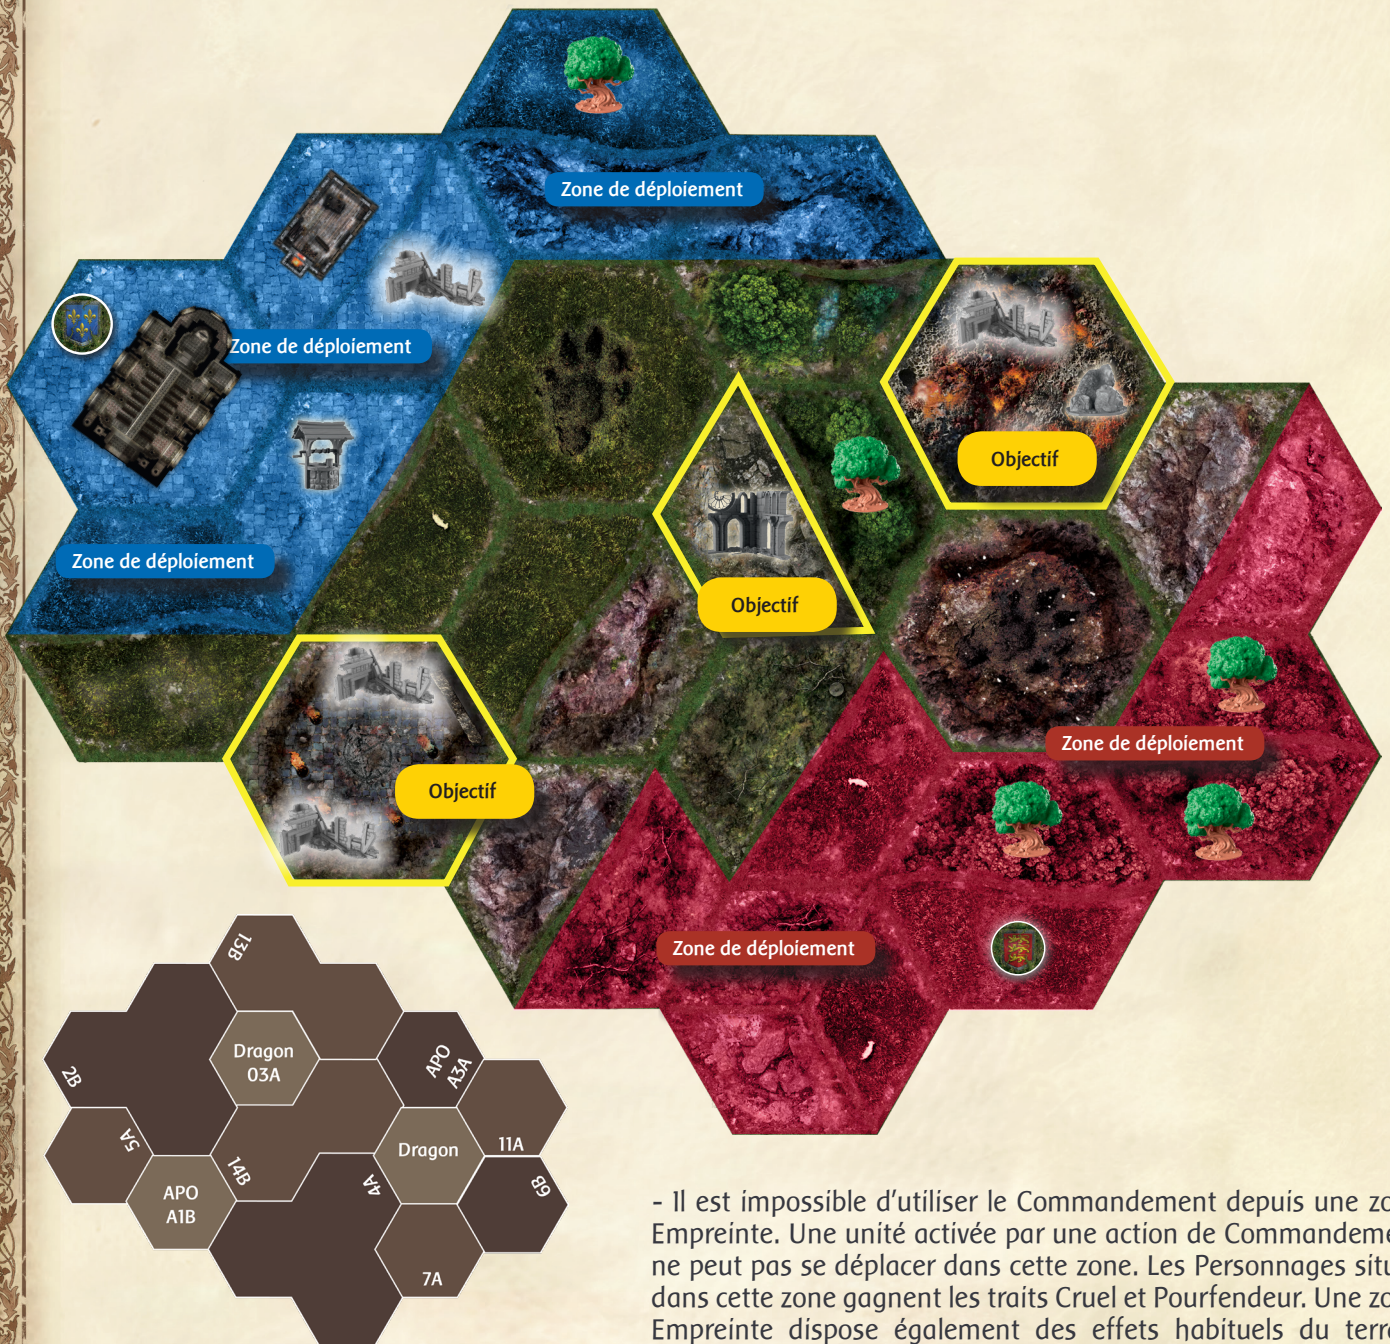 Zone de déploiement
Zone de déploiement
Objectif
Zone de déploiement
Objectif
Zone de déploiement
Objectif
Zone de déploiement
13B
Dragon
03A
APO
A3A
2B
5A
14B
4A
Dragon
11A
6B
APO
A1B
7A
- Il est impossible d’utiliser le Commandement depuis une zo
Empreinte. Une unité activée par une action de Commandeme
ne peut pas se déplacer dans cette zone. Les Personnages situ
dans cette zone gagnent les traits Cruel et Pourfendeur. Une zo
Empreinte dispose également des effets habituels du terr